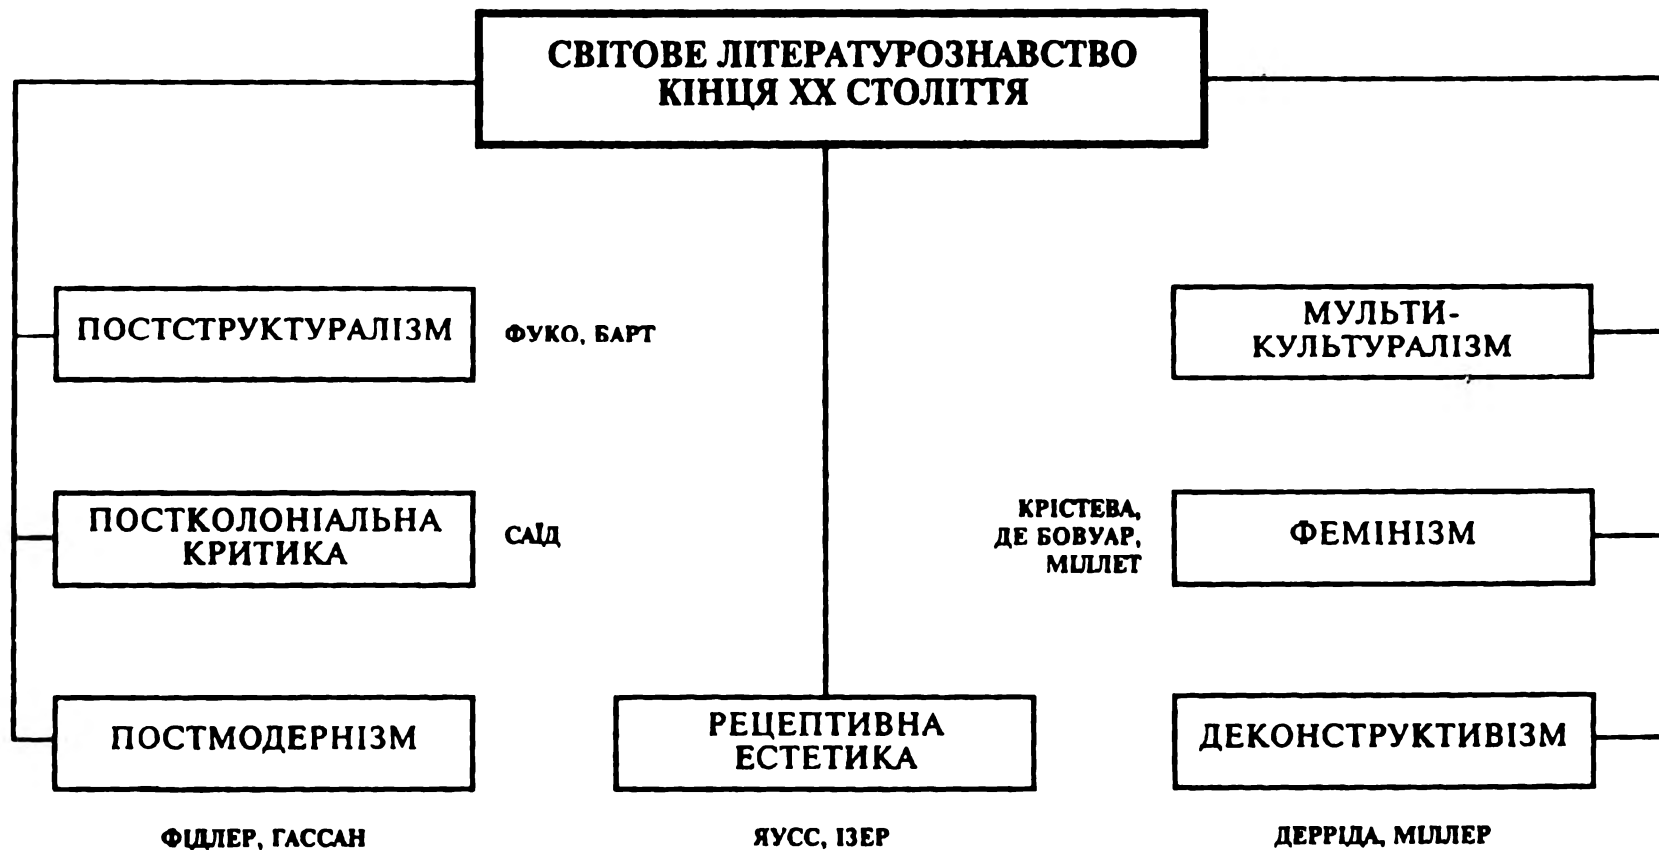 СВІТОВЕ ЛІТЕРАТУРОЗНАВСТВО
КІНЦЯ XX СТОЛІТТЯ
ПОСТСТРУКТУРАЛІЗМ
ФУКО, БАРТ
МУЛЬТИ-
КУЛЬТУРАЛІЗМ
ПОСТКОЛОНІАЛЬНА
КРИТИКА
САЇД
КРІСТЕВА,
ДЕ БОВУАР,
МІЛЛЕТ
ФЕМІНІЗМ
ПОСТМОДЕРНІЗМ
РЕЦЕПТИВНА
ЕСТЕТИКА
ДЕКОНСТРУКТИВІЗМ
ФІДЛЕР, ГАССАН
ЯУСС, ІЗЕР
ДЕРРІДА, МІЛЛЕР